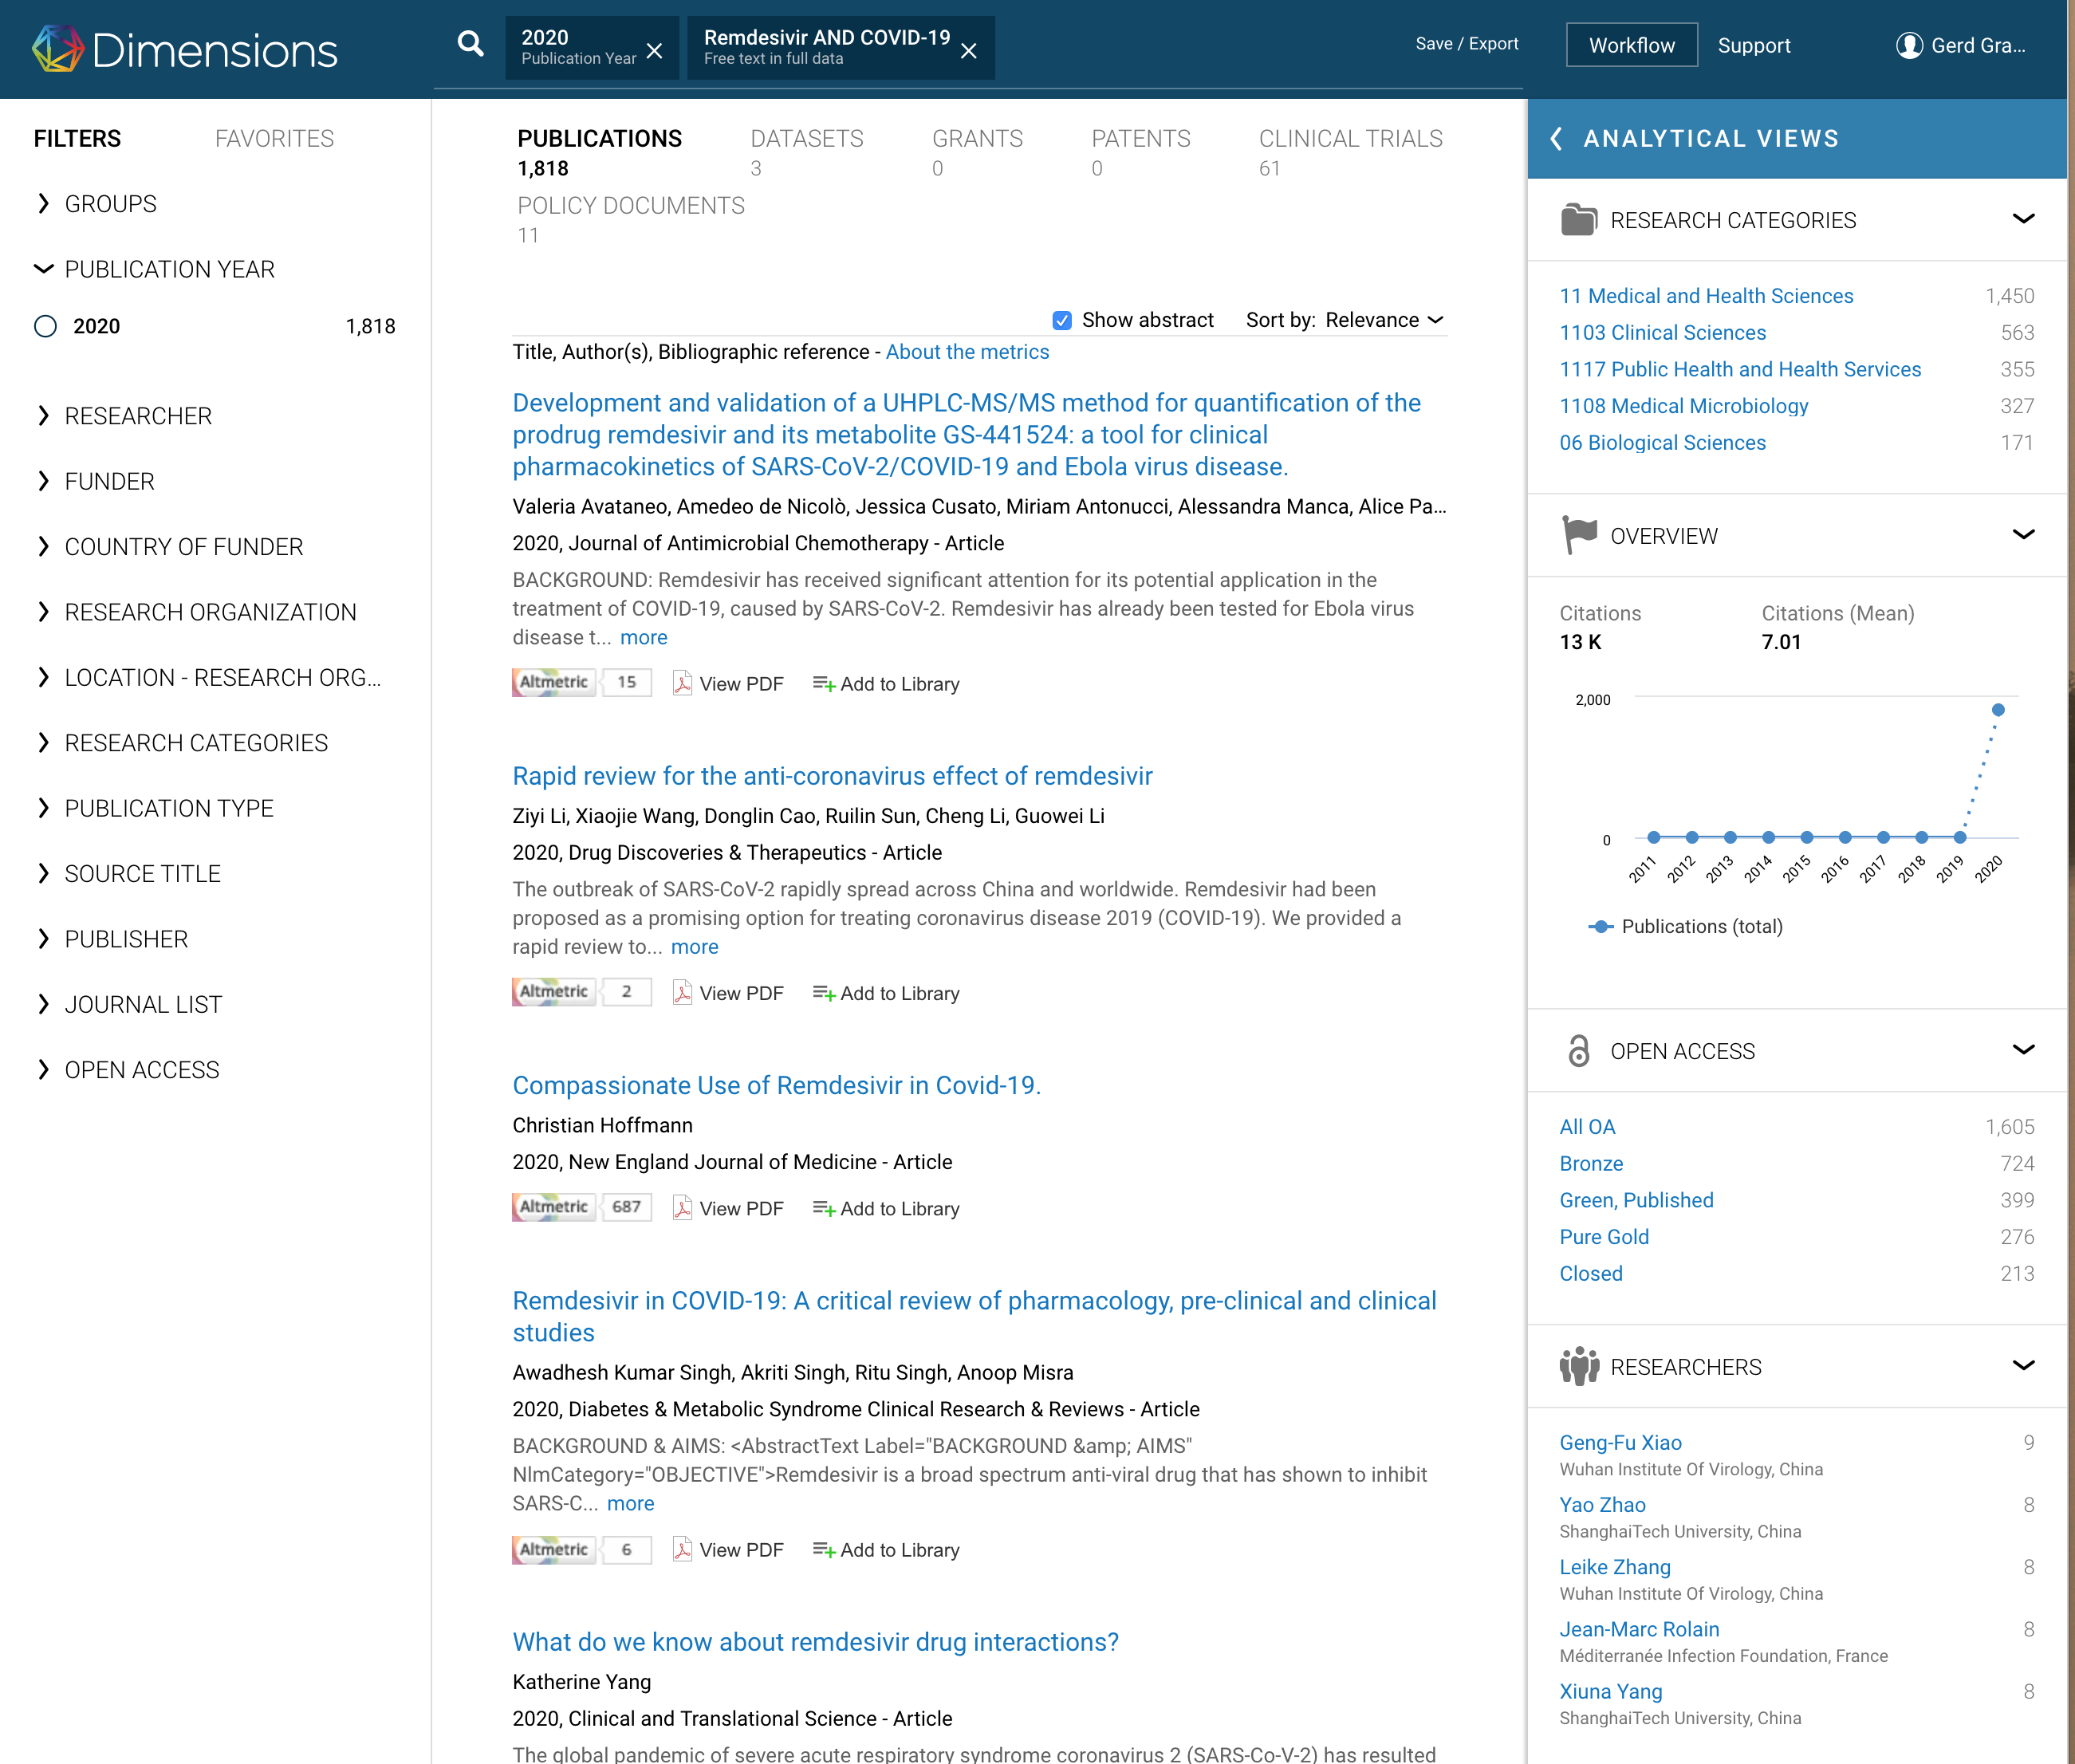 Dimensions
2020
Publication Year
Remdesivir AND COVID-19
Free text in full data
Save / Export
Workflow
Support
Gerd Gra...
FILTERS
FAVORITES
GROUPS
PUBLICATION YEAR
2020
1,818
RESEARCHER
FUNDER
COUNTRY OF FUNDER
RESEARCH ORGANIZATION
LOCATION - RESEARCH ORG...
RESEARCH CATEGORIES
PUBLICATION TYPE
SOURCE TITLE
PUBLISHER
JOURNAL LIST
OPEN ACCESS
PUBLICATIONS
1,818
DATASETS
3
GRANTS
0
PATENTS
0
CLINICAL TRIALS
61
POLICY DOCUMENTS
11
Show abstract
Sort by: Relevance
Title, Author(s), Bibliographic reference - About the metrics
Development and validation of a UHPLC-MS/MS method for quantification of the
prodrug remdesivir and its metabolite GS-441524: a tool for clinical
pharmacokinetics of SARS-CoV-2/COVID-19 and Ebola virus disease.
Valeria Avataneo, Amedeo de Nicolò, Jessica Cusato, Miriam Antonucci, Alessandra Manca, Alice Pa...
2020, Journal of Antimicrobial Chemotherapy - Article
BACKGROUND: Remdesivir has received significant attention for its potential application in the
treatment of COVID-19, caused by SARS-CoV-2. Remdesivir has already been tested for Ebola virus
disease t... more
Altmetric 15 View PDF Add to Library
Rapid review for the anti-coronavirus effect of remdesivir
Ziyi Li, Xiaojie Wang, Donglin Cao, Ruilin Sun, Cheng Li, Guowei Li
2020, Drug Discoveries & Therapeutics - Article
The outbreak of SARS-CoV-2 rapidly spread across China and worldwide. Remdesivir had been
proposed as a promising option for treating coronavirus disease 2019 (COVID-19). We provided a
rapid review to... more
Altmetric 2 View PDF Add to Library
Compassionate Use of Remdesivir in Covid-19.
Christian Hoffmann
2020, New England Journal of Medicine - Article
Altmetric 687 View PDF Add to Library
Remdesivir in COVID-19: A critical review of pharmacology, pre-clinical and clinical
studies
Awadhesh Kumar Singh, Akriti Singh, Ritu Singh, Anoop Misra
2020, Diabetes & Metabolic Syndrome Clinical Research & Reviews - Article
BACKGROUND & AIMS: <AbstractText Label="BACKGROUND &amp; AIMS"
NlmCategory="OBJECTIVE">Remdesivir is a broad spectrum anti-viral drug that has shown to inhibit
SARS-C... more
Altmetric 6 View PDF Add to Library
What do we know about remdesivir drug interactions?
Katherine Yang
2020, Clinical and Translational Science - Article
The global pandemic of severe acute respiratory syndrome coronavirus 2 (SARS-Co-V-2) has resulted
ANALYTICAL VIEWS
RESEARCH CATEGORIES
11 Medical and Health Sciences 1,450
1103 Clinical Sciences 563
1117 Public Health and Health Services 355
1108 Medical Microbiology 327
06 Biological Sciences 171
OVERVIEW
Citations
13 K
Citations (Mean)
7.01
2,000
0
2011 2012 2013 2014 2015 2016 2017 2018 2019 2020
Publications (total)
OPEN ACCESS
All OA 1,605
Bronze 724
Green, Published 399
Pure Gold 276
Closed 213
RESEARCHERS
Geng-Fu Xiao 9
Wuhan Institute Of Virology, China
Yao Zhao 8
ShanghaiTech University, China
Leike Zhang 8
Wuhan Institute Of Virology, China
Jean-Marc Rolain 8
Méditerranée Infection Foundation, France
Xiuna Yang 8
ShanghaiTech University, China